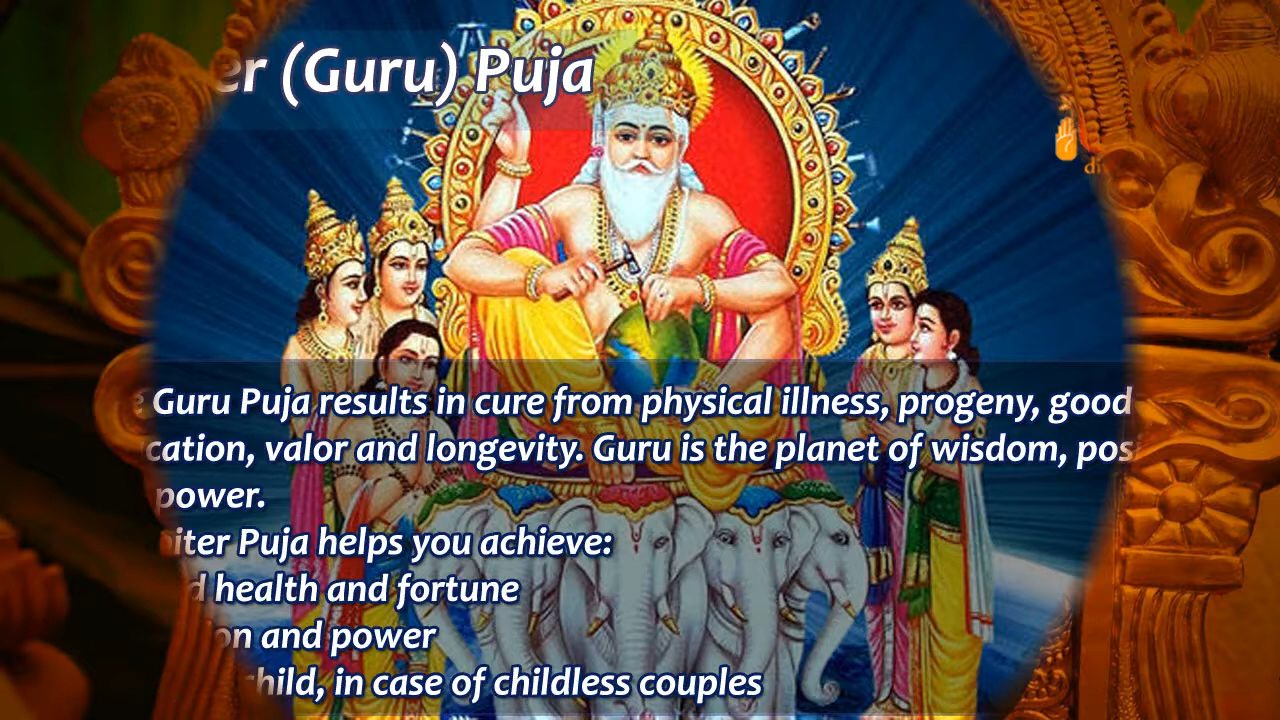 er (Guru) Puja
Guru Puja results in cure from physical illness, progeny, good
cation, valor and longevity. Guru is the planet of wisdom, pos
power.
iter Puja helps you achieve:
d health and fortune
on and power
hild, in case of childless couples